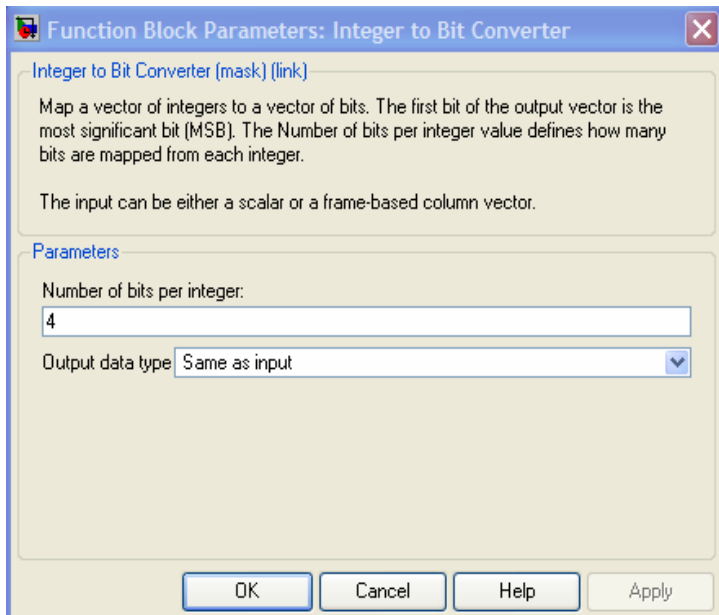 Function Block Parameters: Integer to Bit Converter
Integer to Bit Converter (mask) (link)
Map a vector of integers to a vector of bits. The first bit of the output vector is the
most significant bit (MSB). The Number of bits per integer value defines how many
bits are mapped from each integer.
The input can be either a scalar or a frame-based column vector.
Parameters
Number of bits per integer:
4
Output data type Same as input
OK Cancel Help Apply